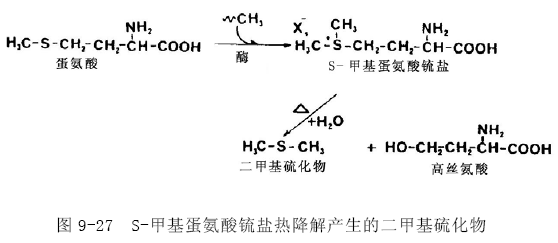 NH₂
H₃C-S-CH₂-CH₂-CH-COOH
蛋氨酸
CH₃
酶
X⁻ CH₃ NH₂
H₃C-S⁺-CH₂-CH₂-CH-COOH
S-甲基蛋氨酸锍盐
△
+H₂O
H₃C-S-CH₃
二甲基硫化物
+
NH₂
HO-CH₂-CH₂-CH-COOH
高丝氨酸
图 9-27 S-甲基蛋氨酸锍盐热降解产生的二甲基硫化物